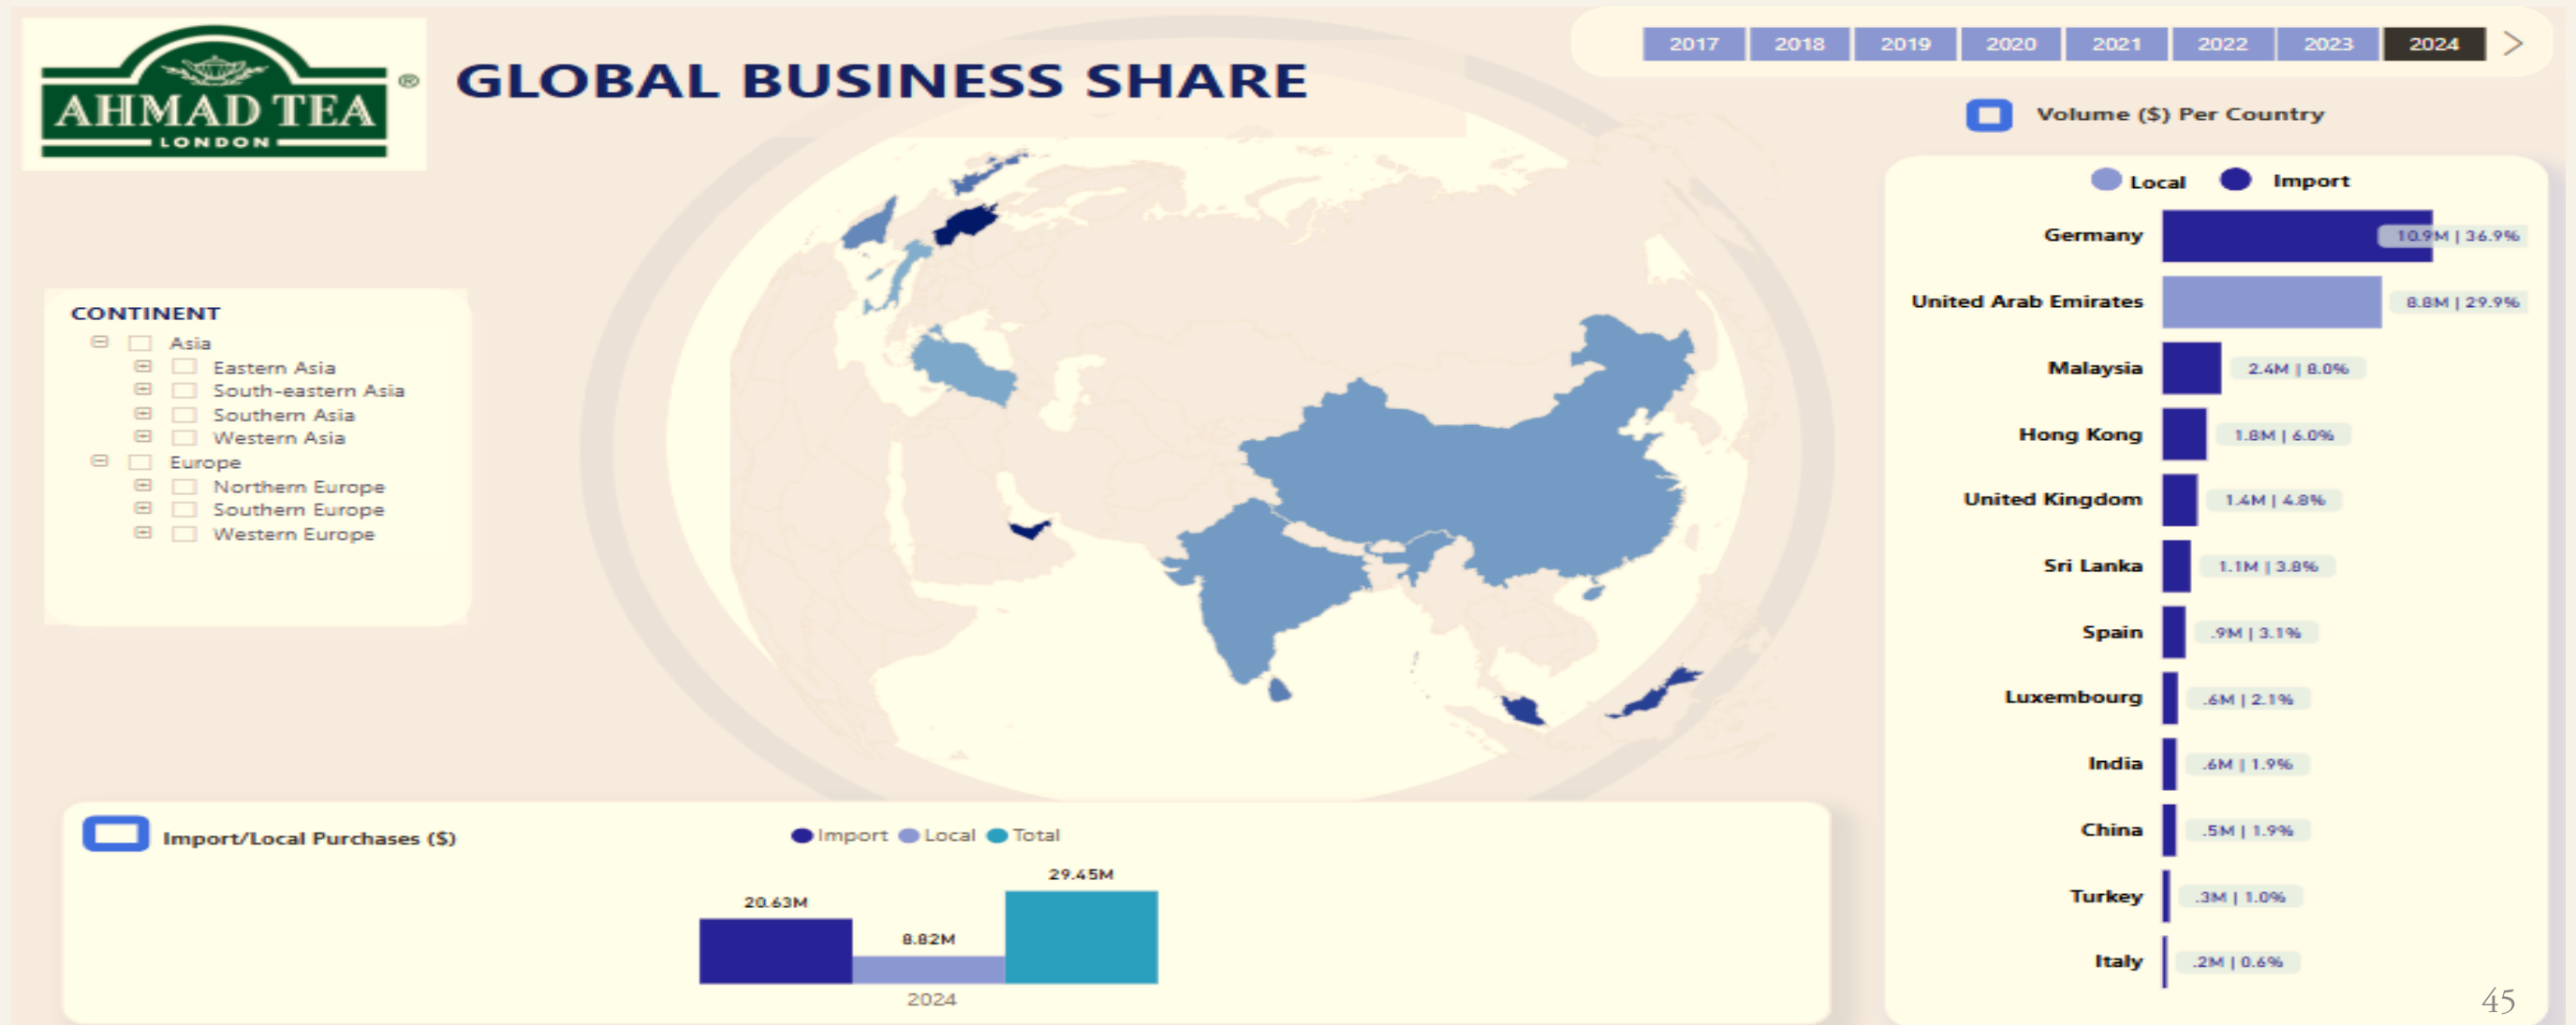 AHMAD TEA
LONDON
®
GLOBAL BUSINESS SHARE
2017 2018 2019 2020 2021 2022 2023 2024
Volume ($) Per Country
Local Import
Germany 10.9M | 36.9%
United Arab Emirates 8.8M | 29.9%
Malaysia 2.4M | 8.0%
Hong Kong 1.8M | 6.0%
United Kingdom 1.4M | 4.8%
Sri Lanka 1.1M | 3.8%
Spain .9M | 3.1%
Luxembourg .6M | 2.1%
India .6M | 1.9%
China .5M | 1.9%
Turkey .3M | 1.0%
Italy .2M | 0.6%
CONTINENT
Asia
Eastern Asia
South-eastern Asia
Southern Asia
Western Asia
Europe
Northern Europe
Southern Europe
Western Europe
Import/Local Purchases ($)
Import Local Total
20.63M
8.82M
29.45M
2024
45